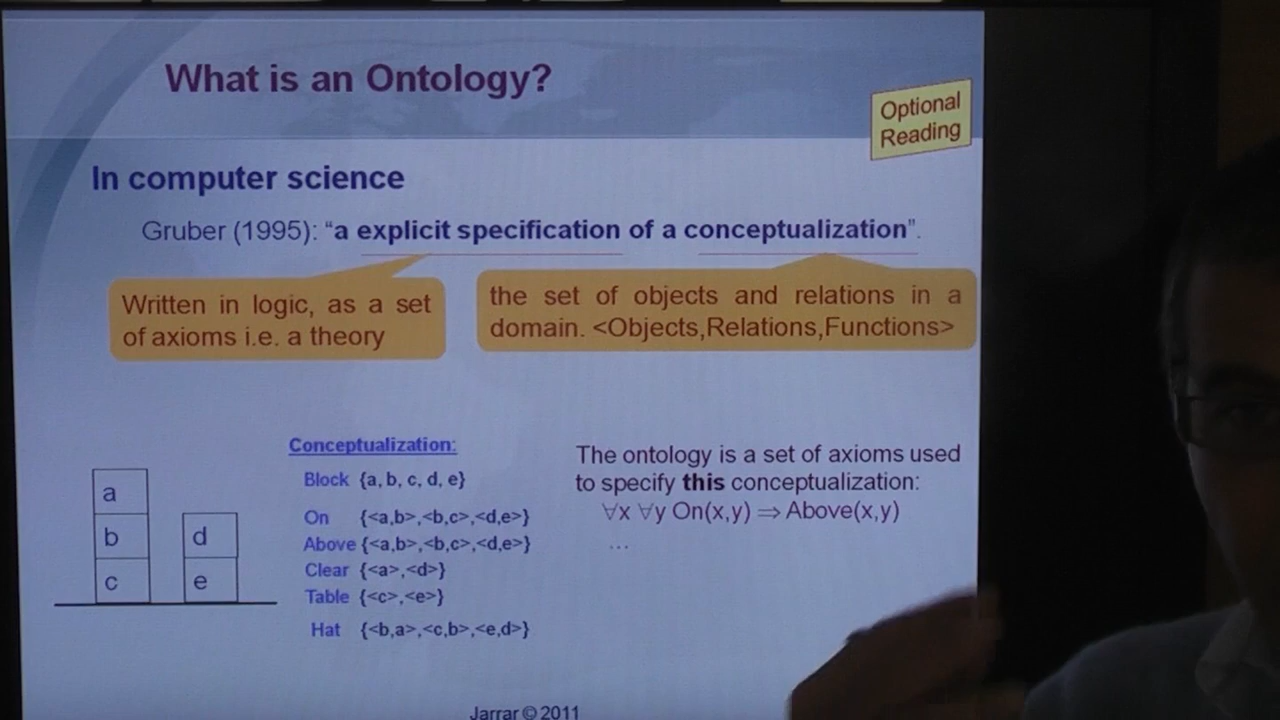 What is an Ontology?
Optional
Reading
In computer science
Gruber (1995): “a explicit specification of a conceptualization”.
Written in logic, as a set
of axioms i.e. a theory
the set of objects and relations in a
domain. <Objects,Relations,Functions>
a
b
c
d
e
Conceptualization:
Block {a, b, c, d, e}
On {<a,b>,<b,c>,<d,e>}
Above {<a,b>,<b,c>,<d,e>}
Clear {<a>,<d>}
Table {<c>,<e>}
Hat {<b,a>,<c,b>,<e,d>}
The ontology is a set of axioms used
to specify this conceptualization:
∀x ∀y On(x,y) ⇒ Above(x,y)
...
Jarrar © 2011